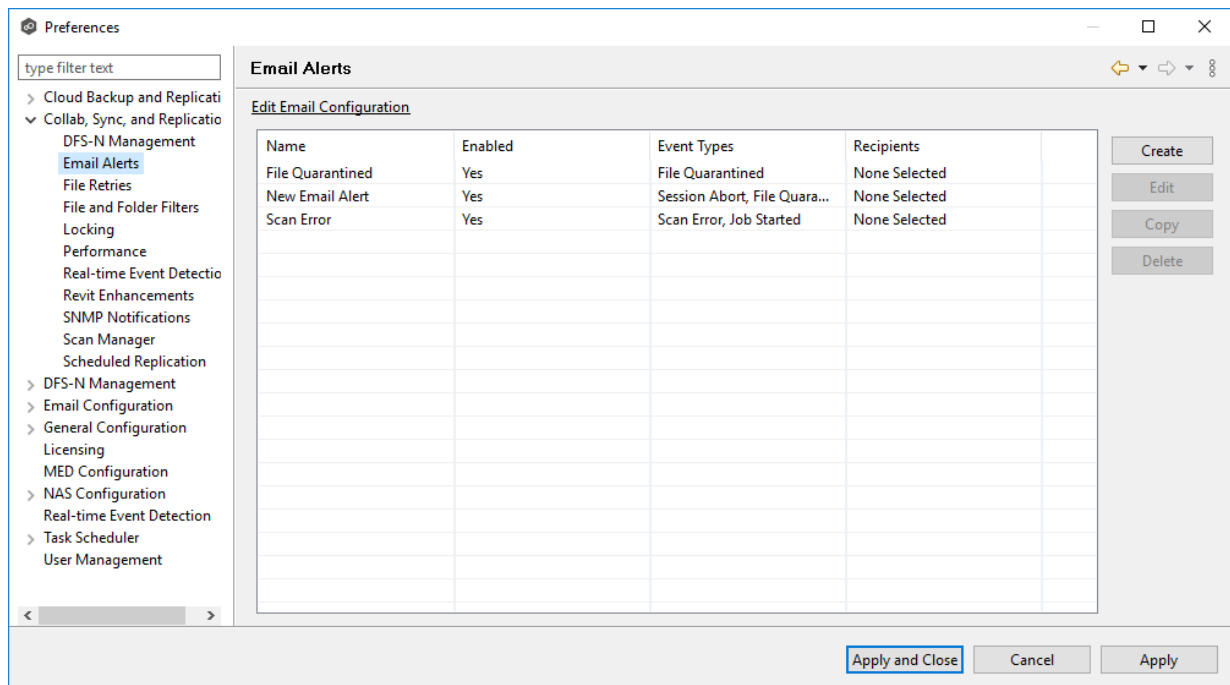 Preferences
type filter text
Cloud Backup and Replicati
Collab, Sync, and Replicatio
DFS-N Management
Email Alerts
File Retries
File and Folder Filters
Locking
Performance
Real-time Event Detectio
Revit Enhancements
SNMP Notifications
Scan Manager
Scheduled Replication
DFS-N Management
Email Configuration
General Configuration
Licensing
MED Configuration
NAS Configuration
Real-time Event Detection
Task Scheduler
User Management
Email Alerts
Edit Email Configuration
Name Enabled Event Types Recipients
File Quarantined Yes File Quarantined None Selected
New Email Alert Yes Session Abort, File Quara... None Selected
Scan Error Yes Scan Error, Job Started None Selected
Create
Edit
Copy
Delete
Apply and Close Cancel Apply